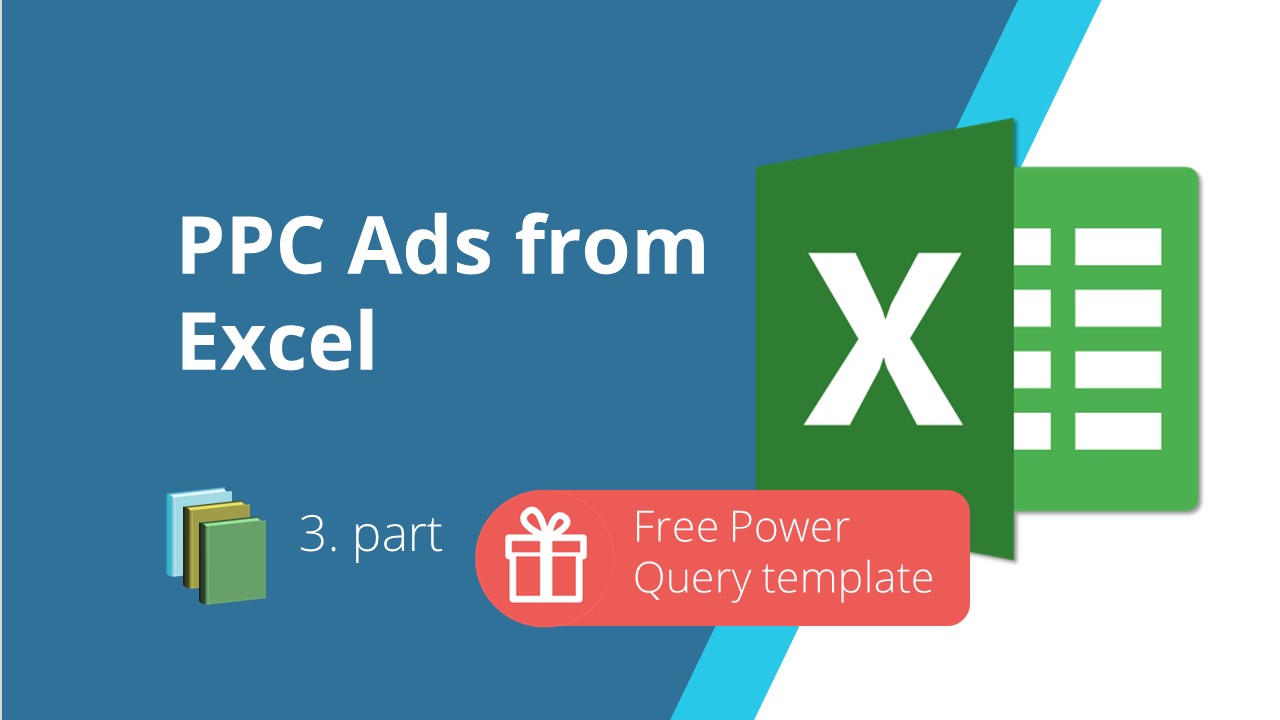 PPC Ads from
Excel
X
3. part
Free Power
Query template